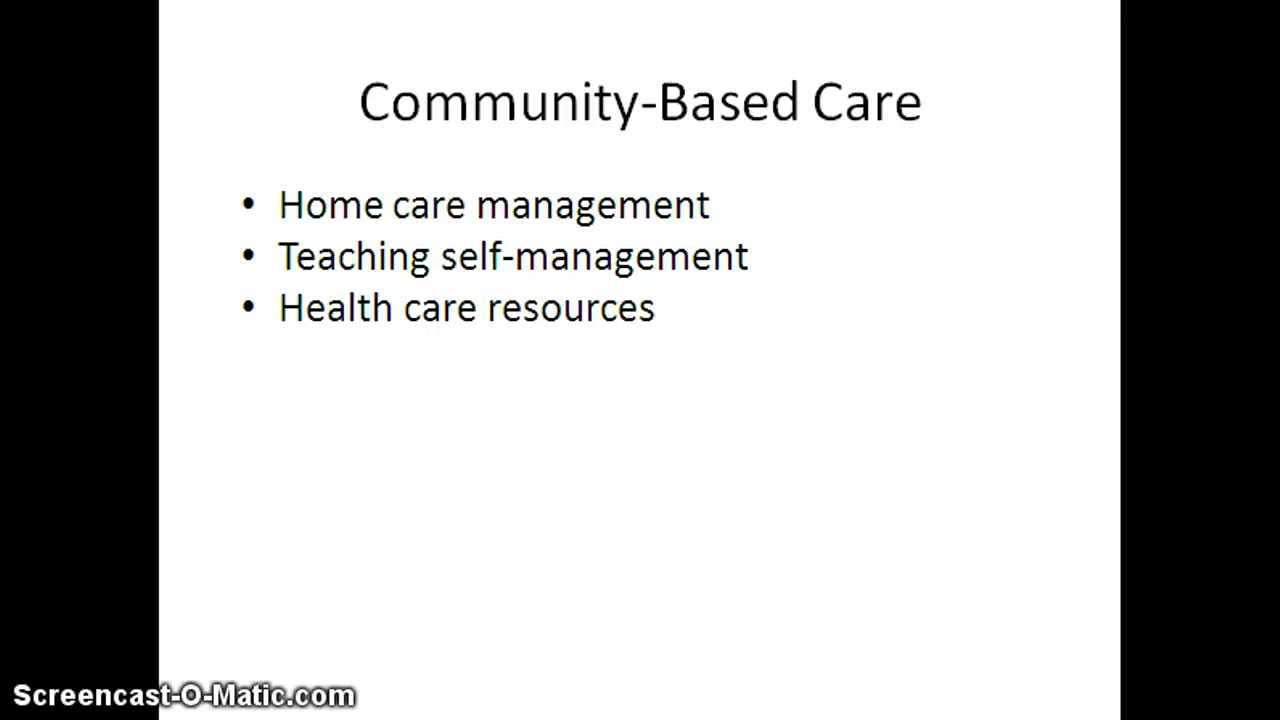 Community-Based Care
• Home care management
• Teaching self-management
• Health care resources
Screencast-O-Matic.com